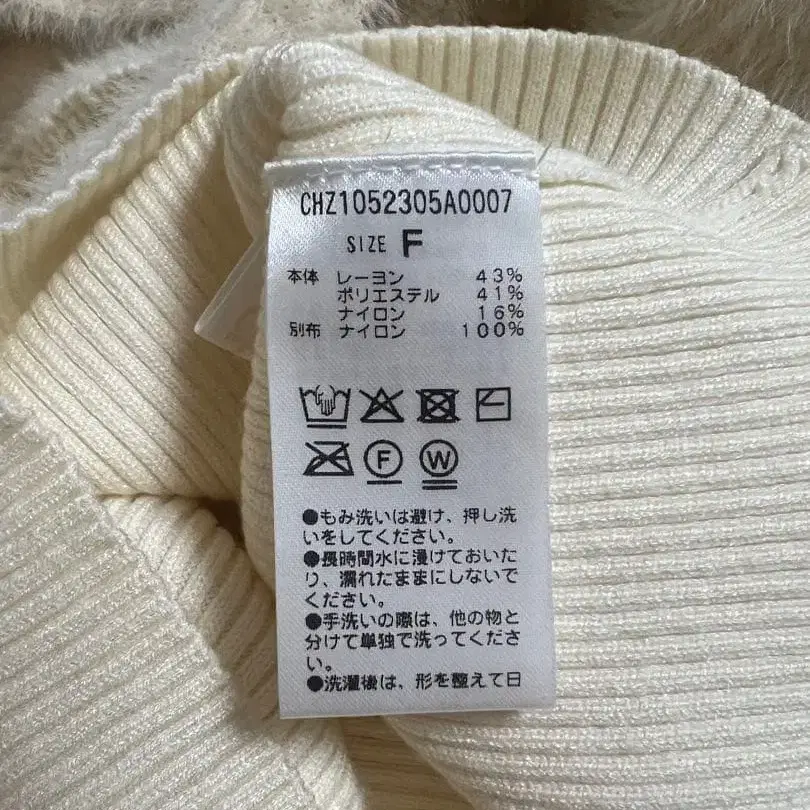 CHZ1052305A0007
SIZE F
本体 レーヨン 43%
ポリエステル 41%
ナイロン 16%
別布 ナイロン 100%
F W
●もみ洗いは避け、押し洗
いをしてください。
●長時間水に浸けておいた
り、濡れたままにしないで
ください。
●手洗いの際は、他の物と
分けて単独で洗ってくださ
い。
●洗濯後は、形を整えて日